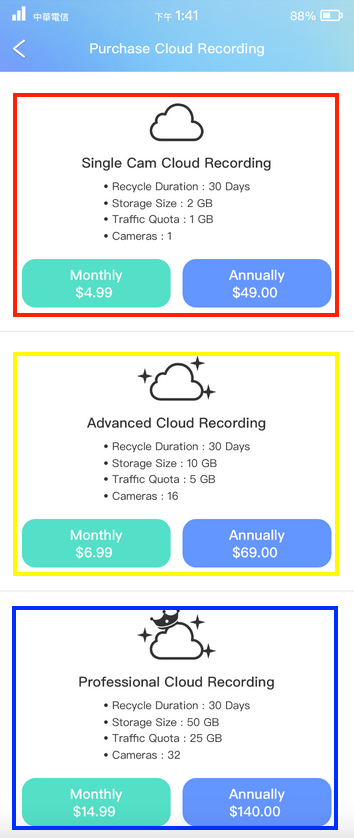 中華電信 下午 1:41 88%
Purchase Cloud Recording
Single Cam Cloud Recording
• Recycle Duration : 30 Days
• Storage Size : 2 GB
• Traffic Quota : 1 GB
• Cameras : 1
Monthly Annually
$4.99 $49.00
Advanced Cloud Recording
• Recycle Duration : 30 Days
• Storage Size : 10 GB
• Traffic Quota : 5 GB
• Cameras : 16
Monthly Annually
$6.99 $69.00
Professional Cloud Recording
• Recycle Duration : 30 Days
• Storage Size : 50 GB
• Traffic Quota : 25 GB
• Cameras : 32
Monthly Annually
$14.99 $140.00